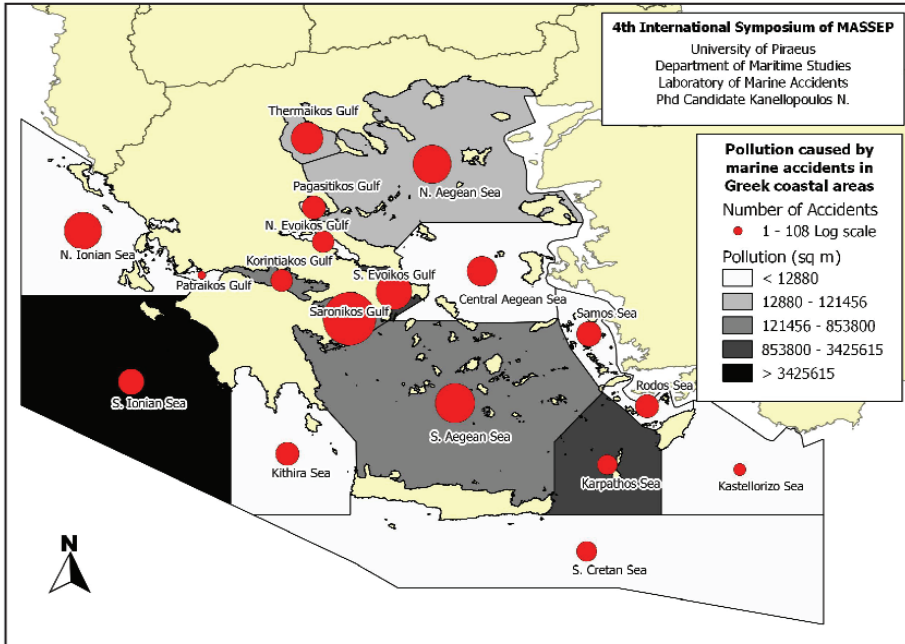 4th International Symposium of MASSEP
University of Piraeus
Department of Maritime Studies
Laboratory of Marine Accidents
Phd Candidate Kanellopoulos N.
Pollution caused by
marine accidents in
Greek coastal areas
Number of Accidents
1 - 108 Log scale
Pollution (sq m)
< 12880
12880 - 121456
121456 - 853800
853800 - 3425615
> 3425615
Thermaikos Gulf
N. Aegean Sea
Pagasitikos Gulf
N. Evoikos Gulf
N. Ionian Sea
Korintiakos Gulf
Patraikos Gulf
S. Evoikos Gulf
Central Aegean Sea
Saronikos Gulf
Samos Sea
Rodos Sea
S. Ionian Sea
S. Aegean Sea
Kithira Sea
Karpathos Sea
Kastellorizo Sea
S. Cretan Sea
N